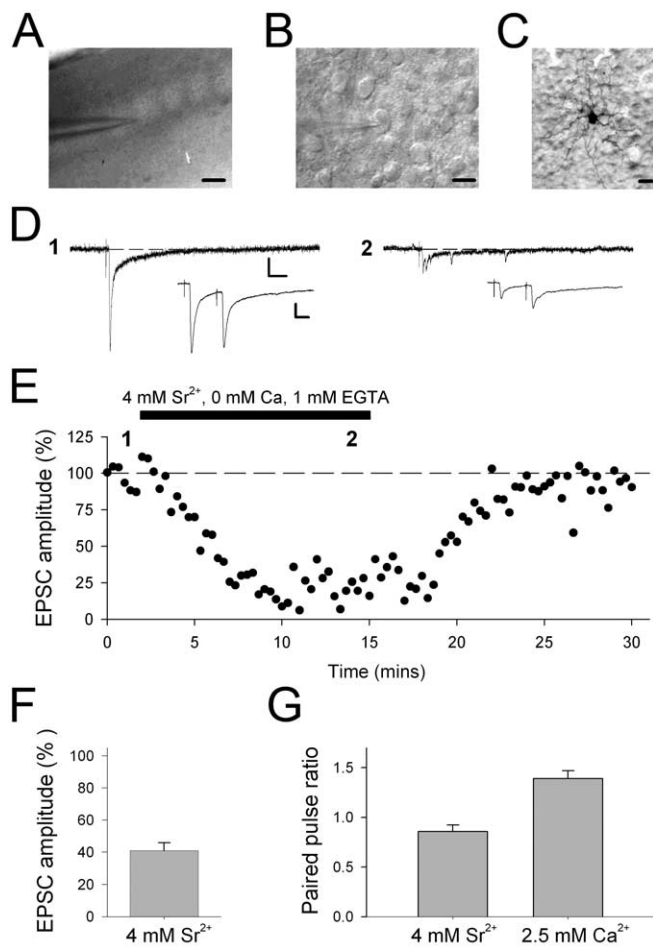 A
B
C
D
1
2
E
4 mM Sr²⁺, 0 mM Ca, 1 mM EGTA
1
2
EPSC amplitude (%)
125
100
75
50
25
0
0 5 10 15 20 25 30
Time (mins)
F
EPSC amplitude (% )
100
80
60
40
20
0
4 mM Sr²⁺
G
Paired pulse ratio
1.5
1.0
0.5
0.0
4 mM Sr²⁺ 2.5 mM Ca²⁺